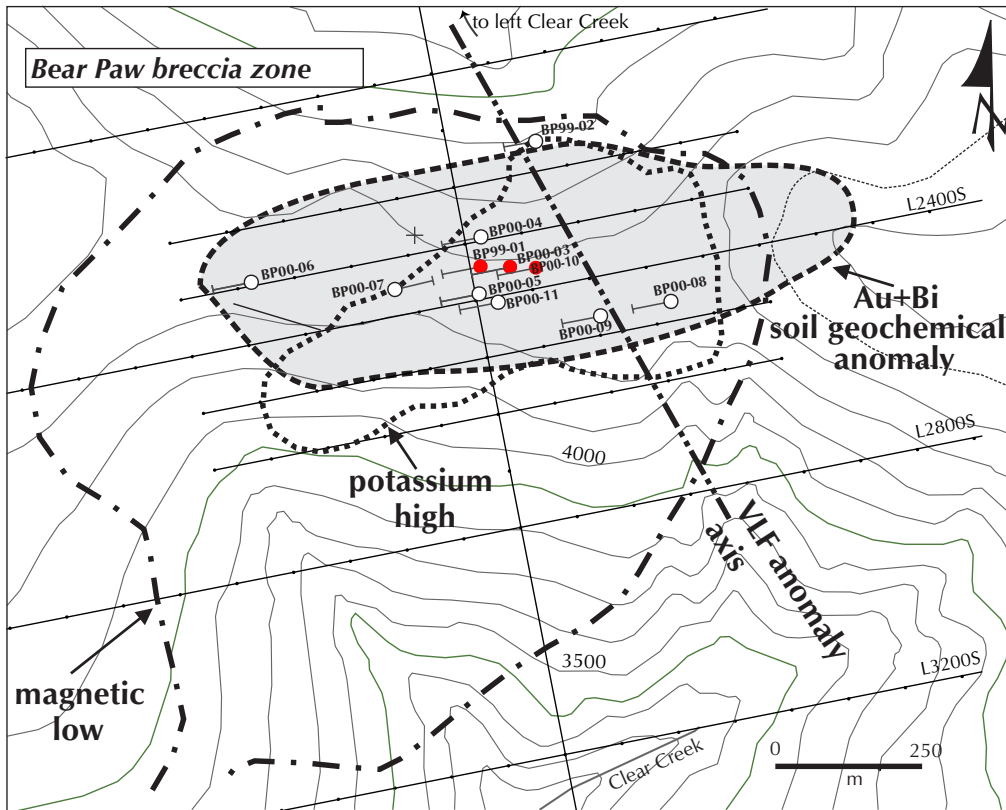 to left Clear Creek
Bear Paw breccia zone
N
BP99-02
L2400S
BP00-04
BP99-01
BP00-03
BP00-10
BP00-06
BP00-07
BP00-05
BP00-11
BP00-08
BP00-09
Au+Bi
soil geochemical
anomaly
L2800S
4000
potassium
high
VLF anomaly
axis
3500
L3200S
magnetic
low
Clear Creek
0
250
m